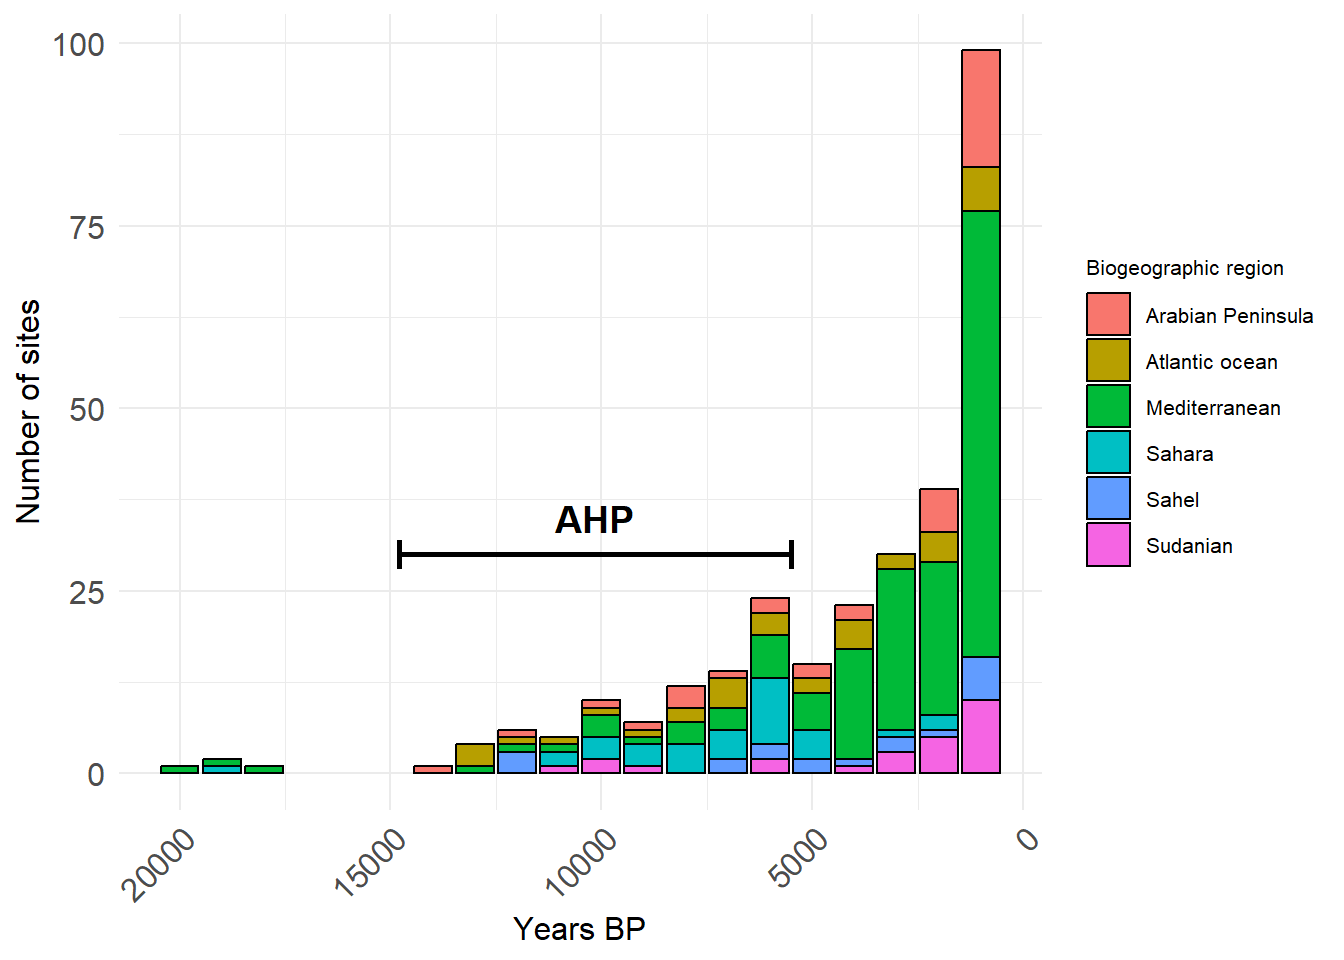 100
75
50
25
0
Number of sites
AHP
20000
15000
10000
5000
0
Years BP
Biogeographic region
Arabian Peninsula
Atlantic ocean
Mediterranean
Sahara
Sahel
Sudanian